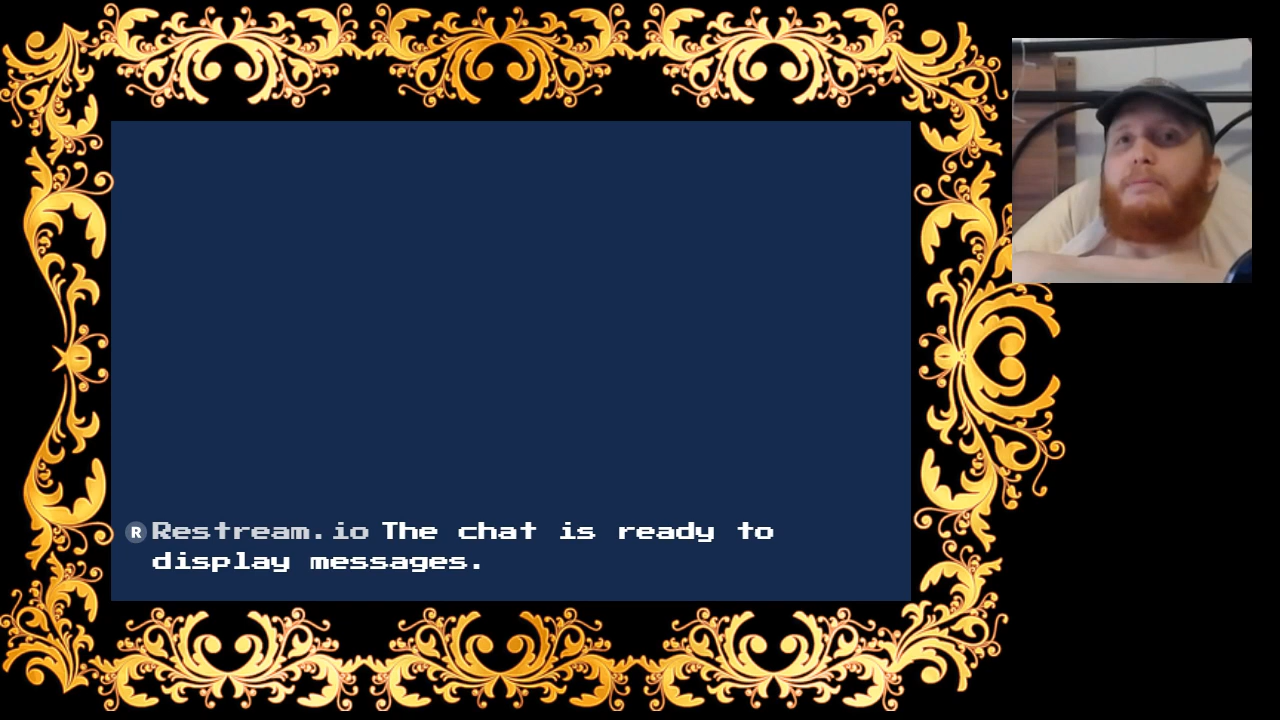 R Restream.io The chat is ready to
display messages.